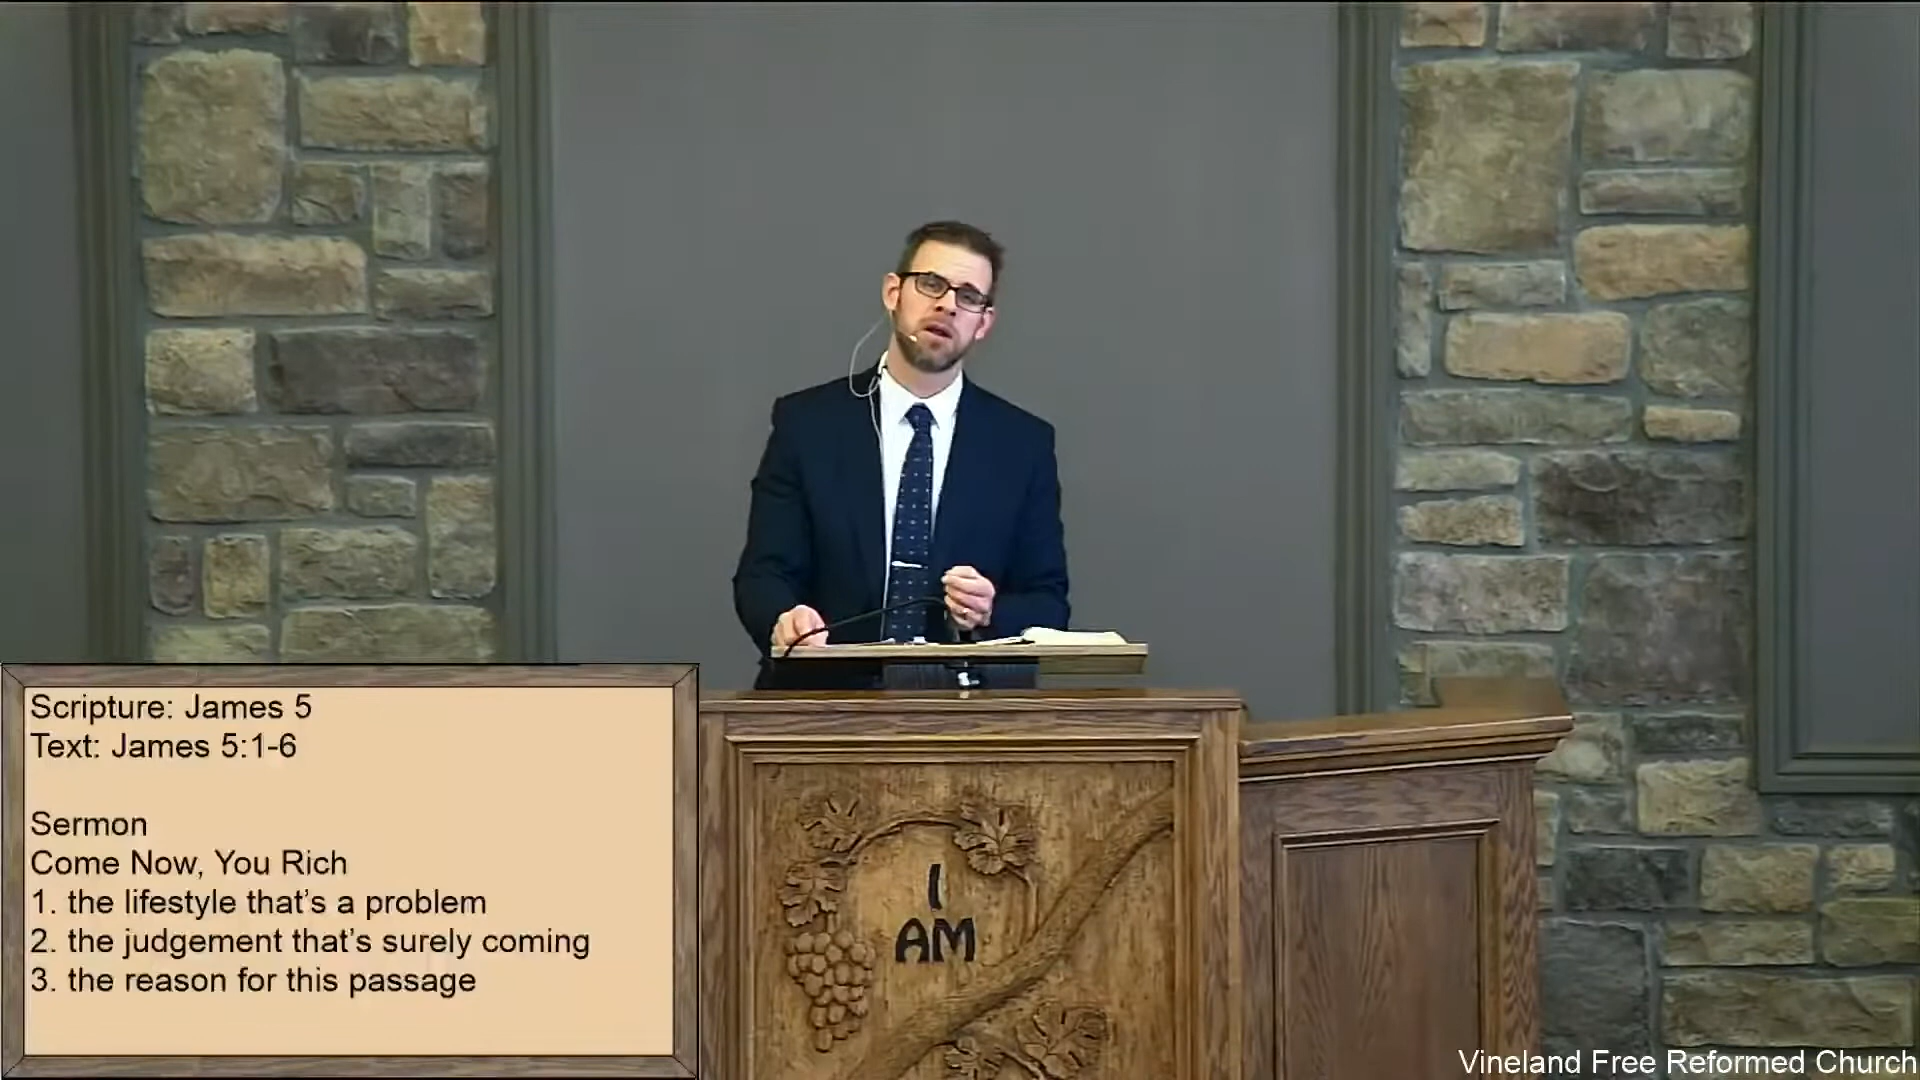 Scripture: James 5
Text: James 5:1-6
Sermon
Come Now, You Rich
1. the lifestyle that's a problem
2. the judgement that's surely coming
3. the reason for this passage
I
AM
Vineland Free Reformed Church